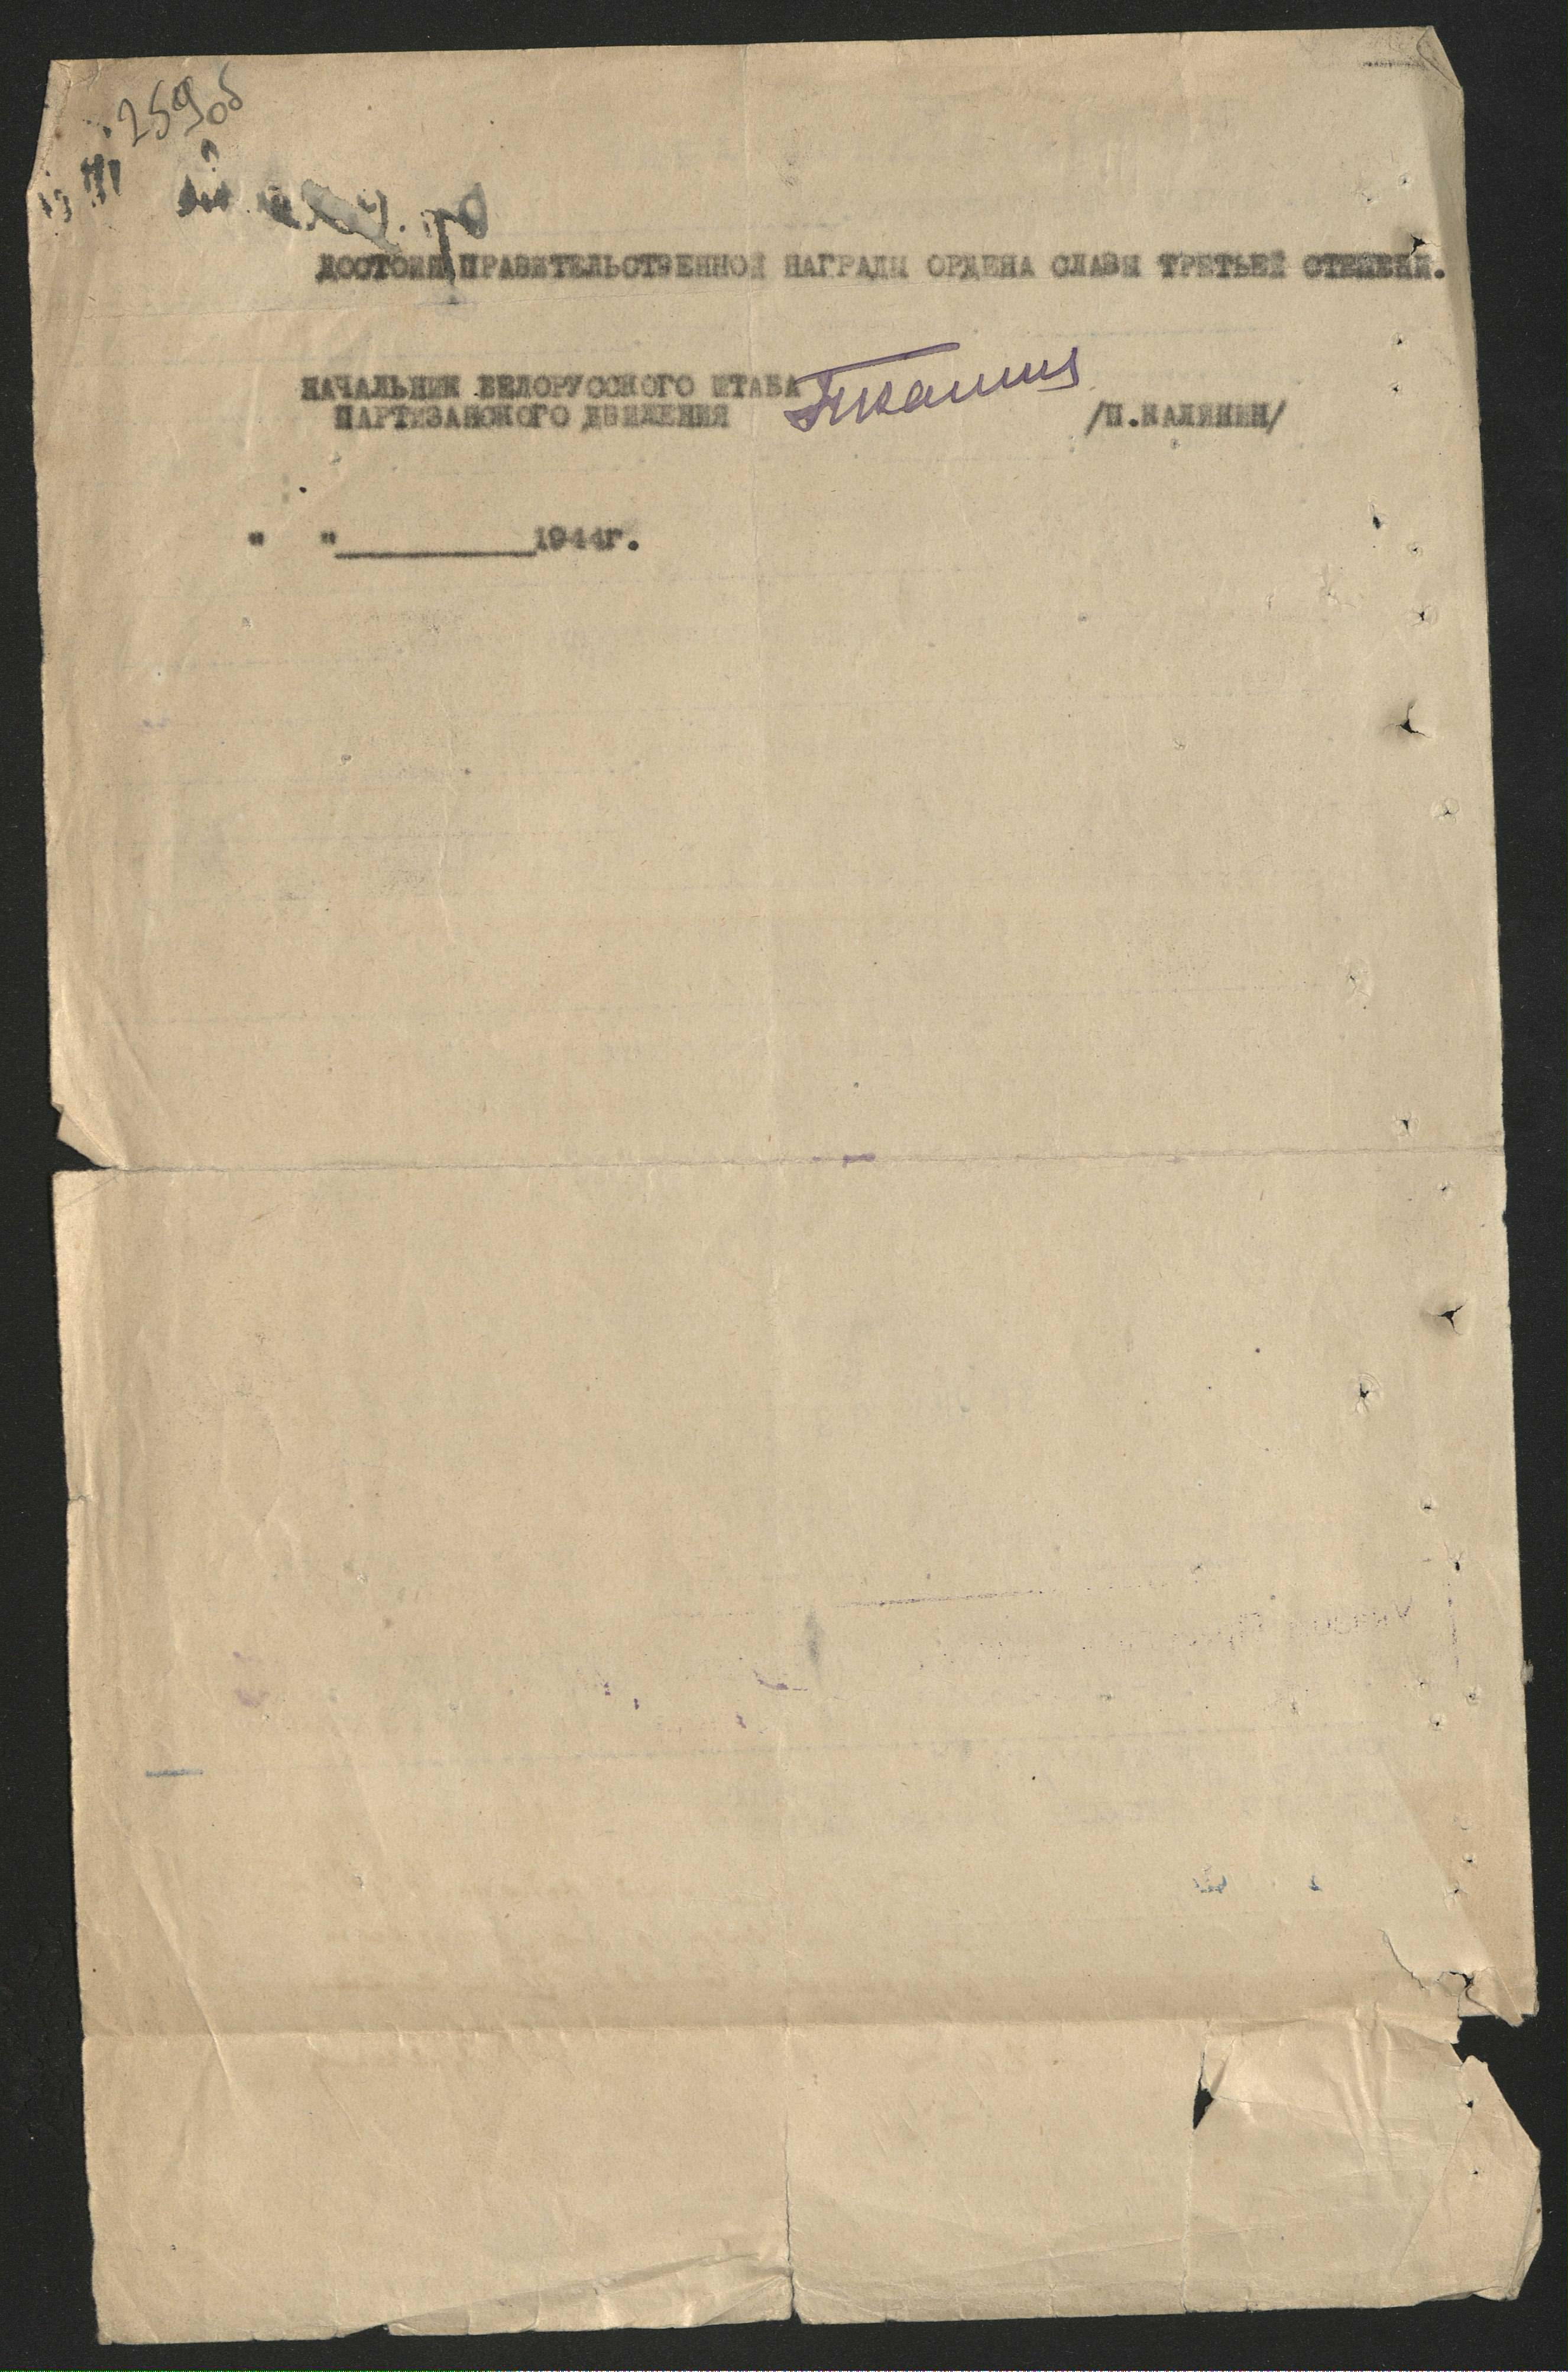 259об
ДОСТОИН ПРАВИТЕЛЬСТВЕННОЙ НАГРАДЫ ОРДЕНА СЛАВЫ ТРЕТЬЕЙ СТЕПЕНИ.
НАЧАЛЬНИК БЕЛОРУССКОГО ШТАБА
ПАРТИЗАНСКОГО ДВИЖЕНИЯ /П.КАЛИНИН/
" " 1944г.